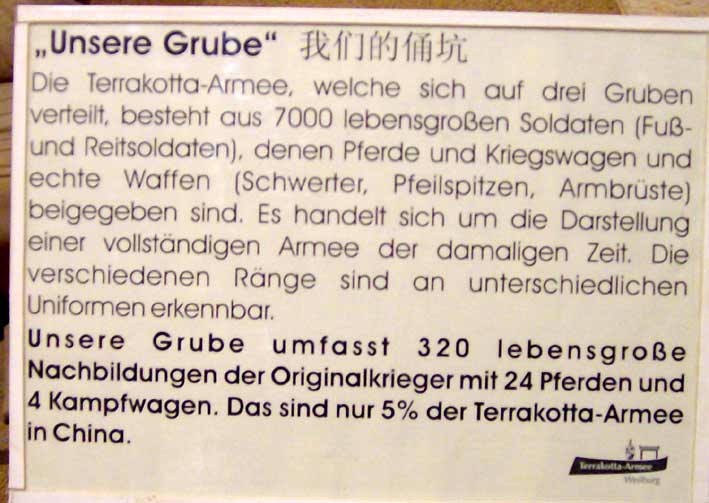 „Unsere Grube“ 我们的俑坑
Die Terrakotta-Armee, welche sich auf drei Gruben
verteilt, besteht aus 7000 lebensgroßen Soldaten (Fuß-
und Reitsoldaten), denen Pferde und Kriegswagen und
echte Waffen (Schwerter, Pfeilspitzen, Armbrüste)
beigegeben sind. Es handelt sich um die Darstellung
einer vollständigen Armee der damaligen Zeit. Die
verschiedenen Ränge sind an unterschiedlichen
Uniformen erkennbar.
Unsere Grube umfasst 320 lebensgroße
Nachbildungen der Originalkrieger mit 24 Pferden und
4 Kampfwagen. Das sind nur 5% der Terrakotta-Armee
in China.
Terrakotta-Armee
Weilburg